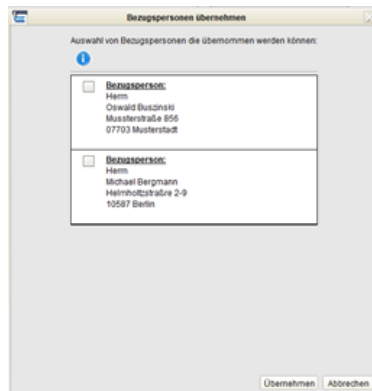 Bezugspersonen übernehmen
Auswahl von Bezugspersonen die übernommen werden können:
Bezugsperson:
Herrn
Oswald Buszinski
Mussterstraße 856
07703 Musterstadt
Bezugsperson:
Herrn
Michael Bergmann
Helmholtzstraßre 2-9
10587 Berlin
Übernehmen Abbrechen